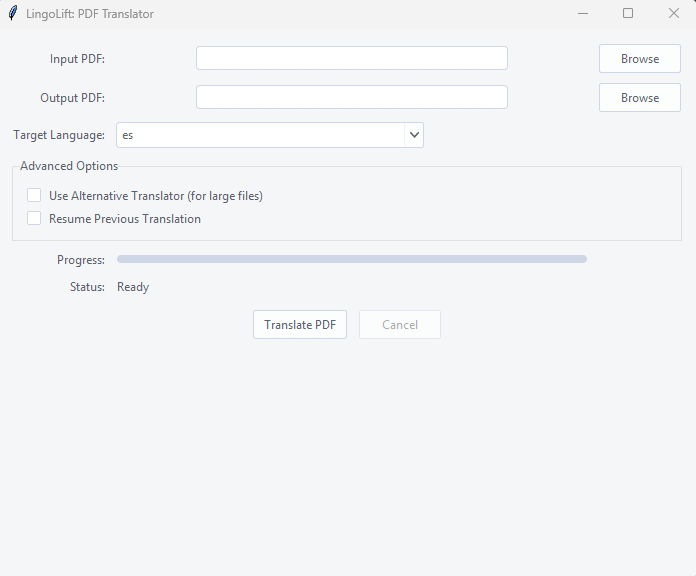 LingoLift: PDF Translator
Input PDF:
Browse
Output PDF:
Browse
Target Language:
es
Advanced Options
Use Alternative Translator (for large files)
Resume Previous Translation
Progress:
Status: Ready
Translate PDF
Cancel